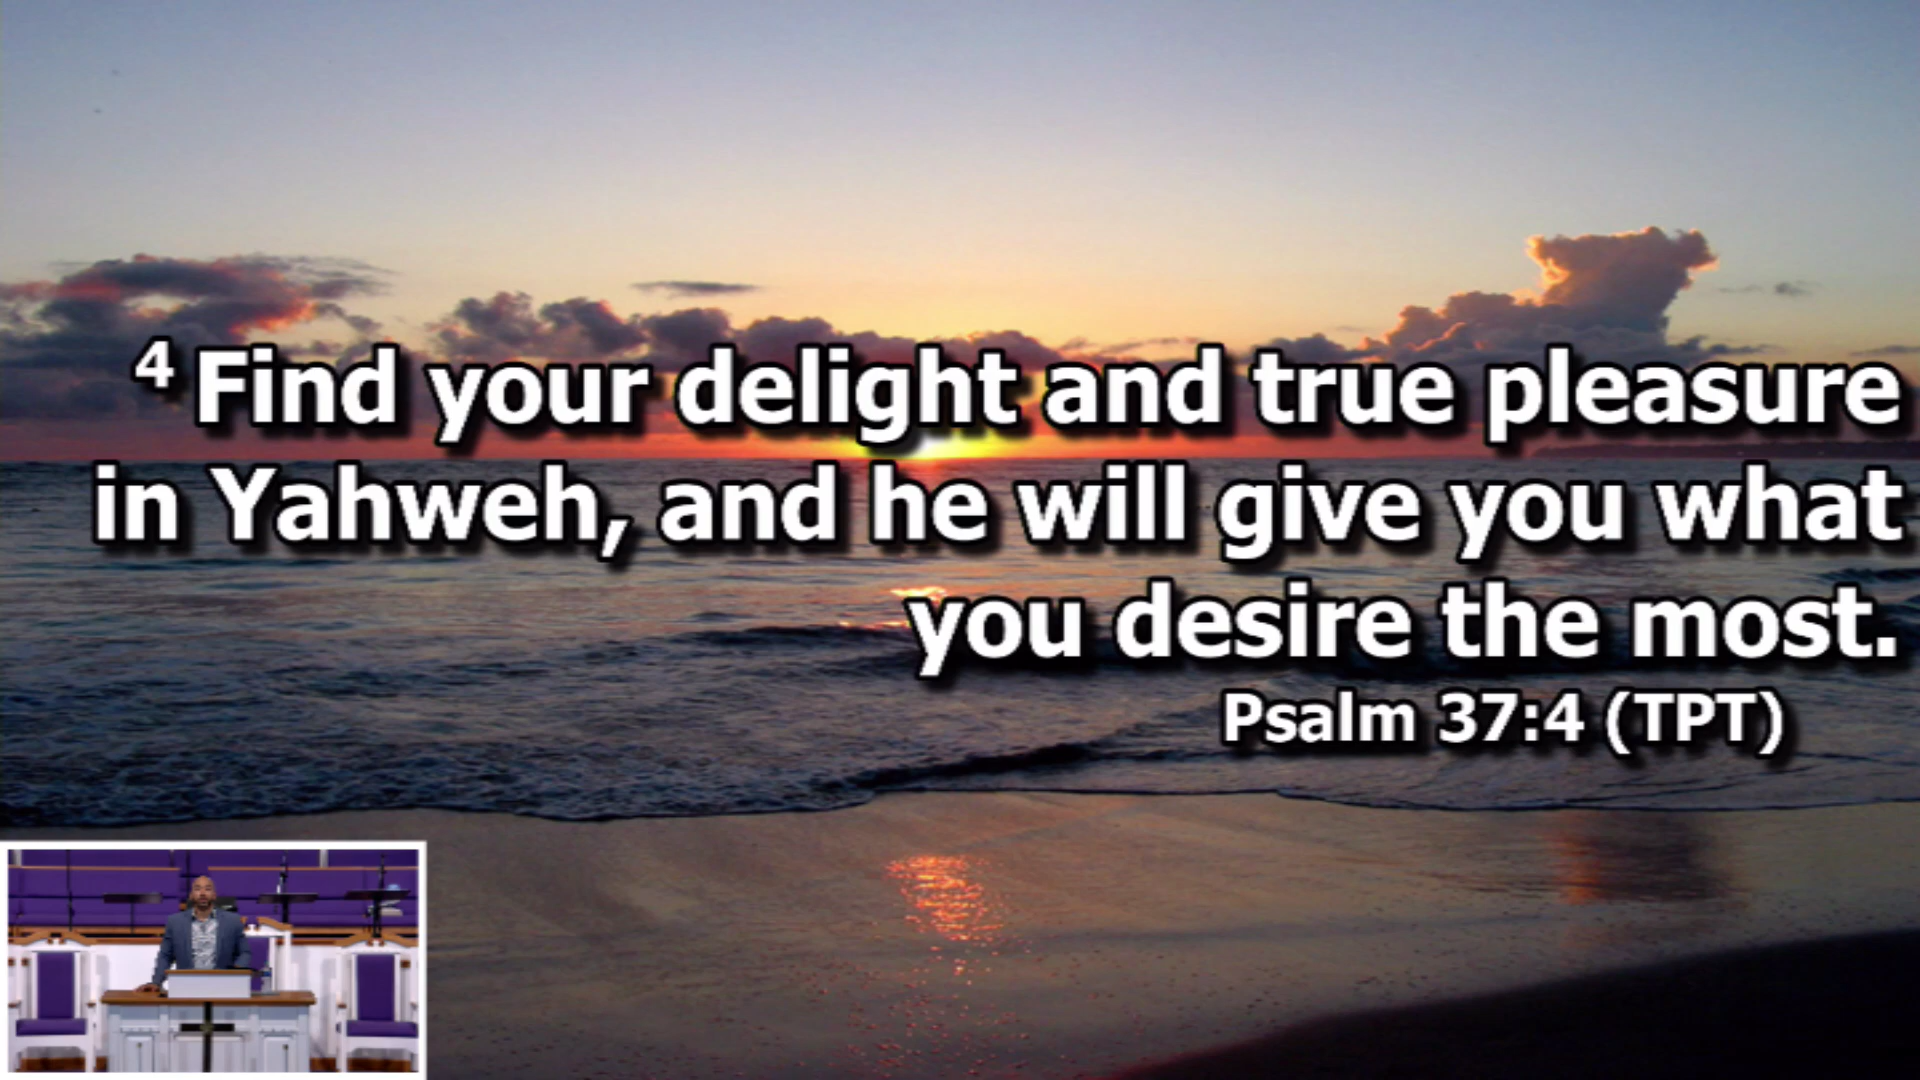 4 Find your delight and true pleasure
in Yahweh, and he will give you what
you desire the most.
Psalm 37:4 (TPT)